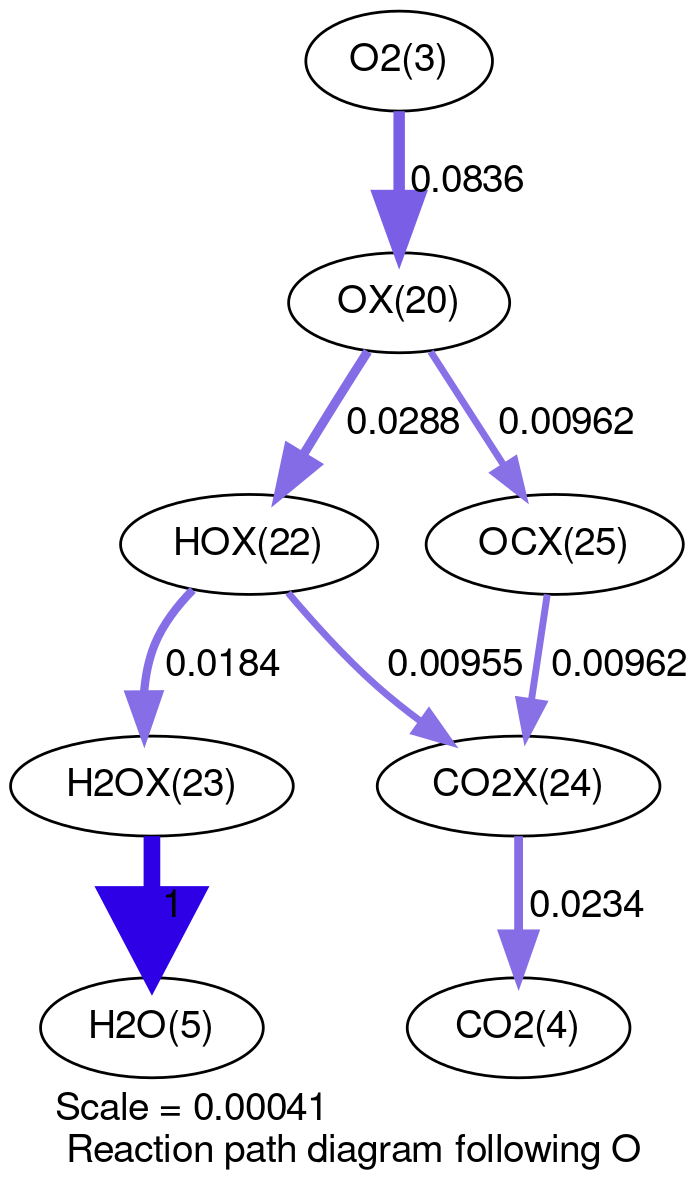 O2(3)
0.0836
OX(20)
0.0288
0.00962
HOX(22)
OCX(25)
0.0184
0.00955
0.00962
H2OX(23)
CO2X(24)
1
0.0234
H2O(5)
CO2(4)
Scale = 0.00041
Reaction path diagram following O